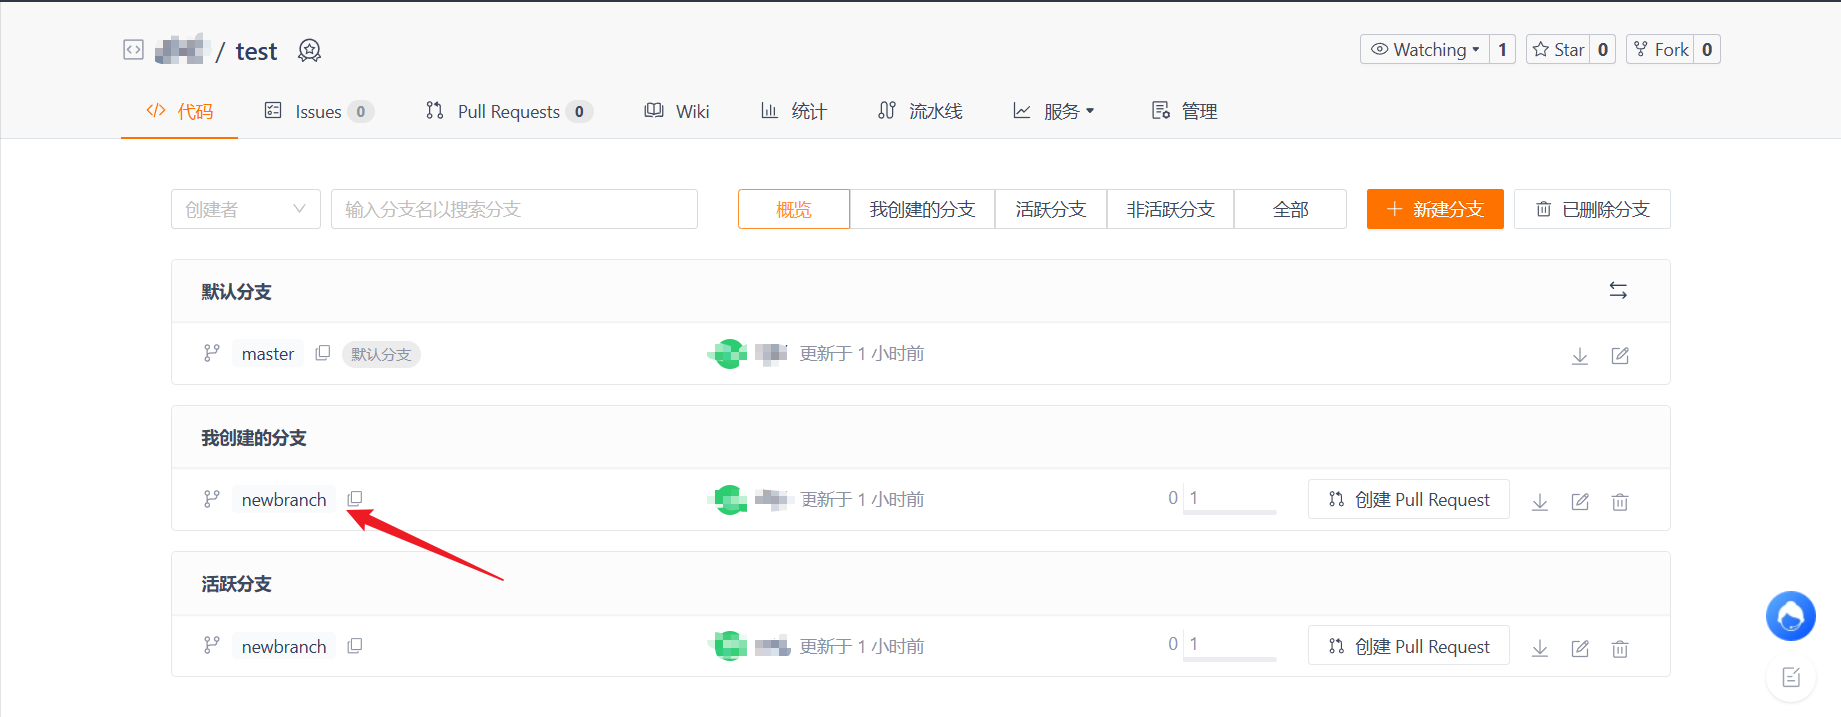 / test
Watching 1 Star 0 Fork 0
代码 Issues 0 Pull Requests 0 Wiki 统计 流水线 服务 管理
创建者 输入分支名以搜索分支 概览 我创建的分支 活跃分支 非活跃分支 全部 + 新建分支 已删除分支
默认分支
master 默认分支 更新于 1 小时前
我创建的分支
newbranch 更新于 1 小时前 0 1 创建 Pull Request
活跃分支
newbranch 更新于 1 小时前 0 1 创建 Pull Request